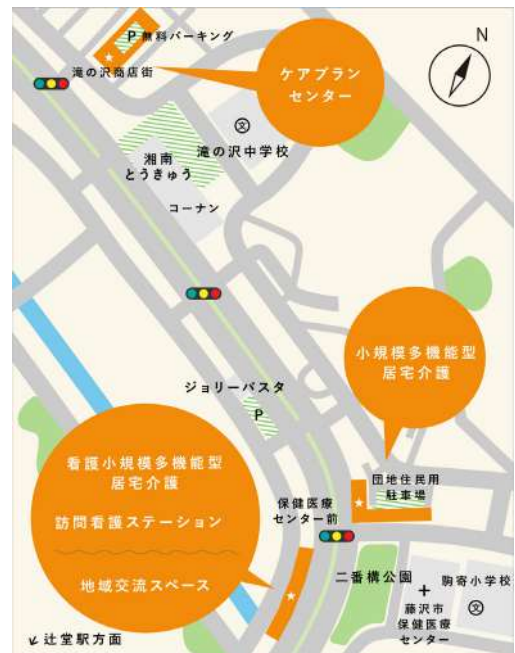 N
P 無料パーキング
滝の沢商店街
ケアプラン
センター
文
滝の沢中学校
湘南
とうきゅう
コーナン
小規模多機能型
居宅介護
ジョリーパスタ
P
看護小規模多機能型
居宅介護
訪問看護ステーション
地域交流スペース
団地住民用
駐車場
保健医療
センター前
二番構公園
駒寄小学校
文
藤沢市
保健医療
センター
辻堂駅方面